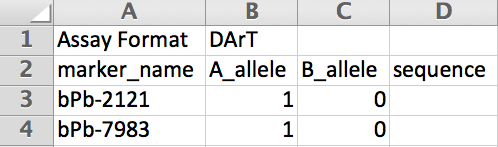 A B C D
1 Assay Format DArT
2 marker_name A_allele B_allele sequence
3 bPb-2121 1 0
4 bPb-7983 1 0